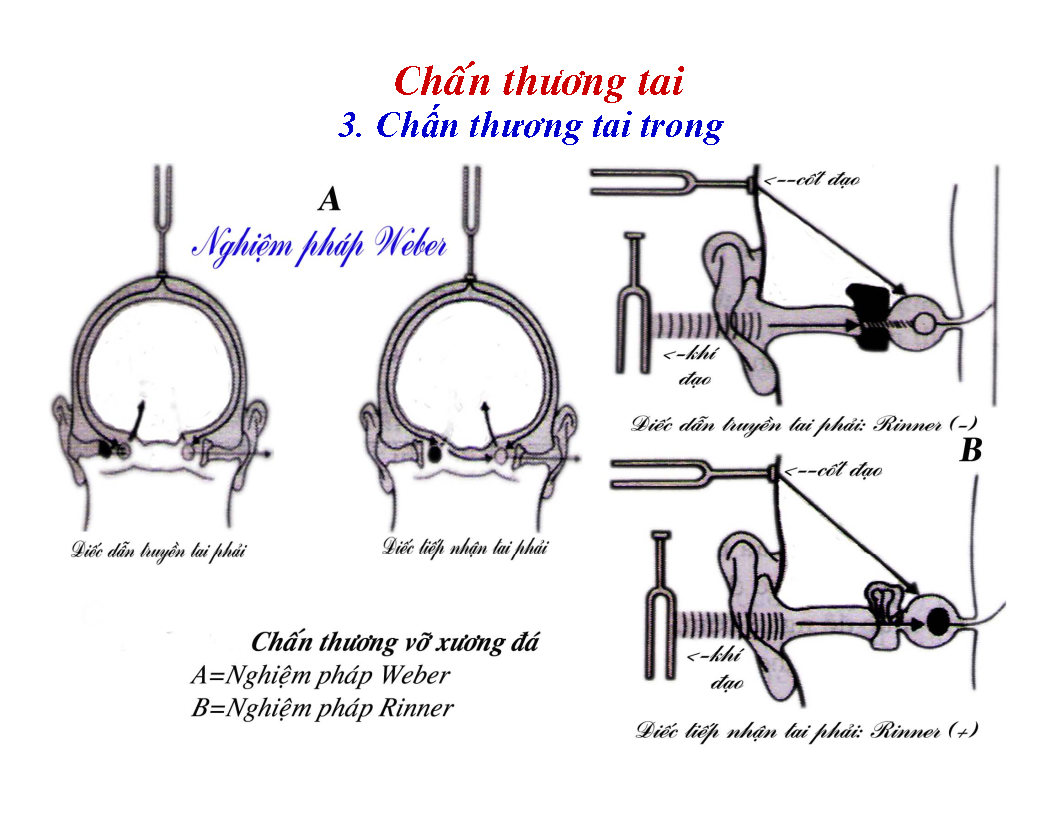 Chấn thương tai
3. Chấn thương tai trong
A
Nghiệm pháp Weber
Điếc dẫn truyền tai phải
Điếc tiếp nhận tai phải
<--cốt đạo
<-khí
đạo
Điếc dẫn truyền tai phải: Rinner (-)
B
<--cốt đạo
<-khí
đạo
Điếc tiếp nhận tai phải: Rinner (+)
Chấn thương vỡ xương đá
A=Nghiệm pháp Weber
B=Nghiệm pháp Rinner